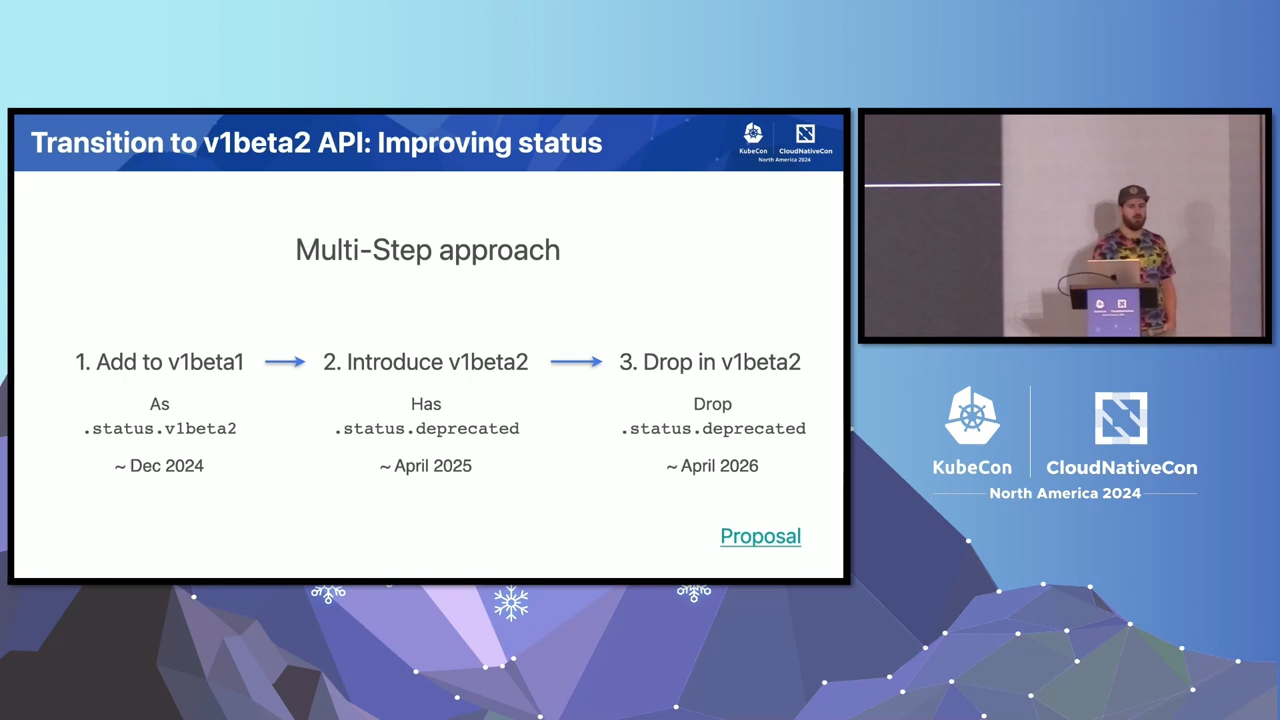 Transition to v1beta2 API: Improving status
KubeCon
CloudNativeCon
North America 2024
Multi-Step approach
1. Add to v1beta1
2. Introduce v1beta2
3. Drop in v1beta2
As
Has
Drop
.status.v1beta2
.status.deprecated
.status.deprecated
~ Dec 2024
~ April 2025
~ April 2026
Proposal
KubeCon
CloudNativeCon
North America 2024